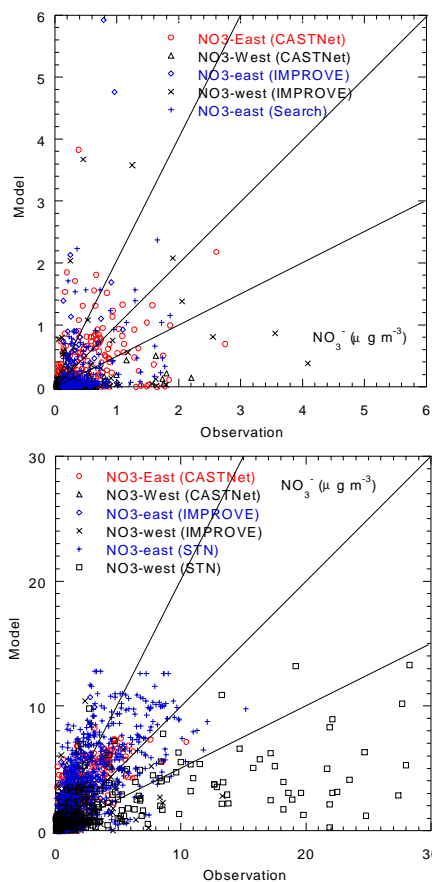 6
NO3-East (CASTNet)
NO3-West (CASTNet)
5
NO3-east (IMPROVE)
NO3-west (IMPROVE)
NO3-east (Search)
4
Model
3
2
1
NO3- (μ g m-3)
0
0 1 2 3 4 5 6
Observation
30
NO3-East (CASTNet)
NO3- (μ g m-3)
NO3-West (CASTNet)
NO3-east (IMPROVE)
NO3-west (IMPROVE)
NO3-east (STN)
NO3-west (STN)
20
Model
10
0
0 10 20 30
Observation